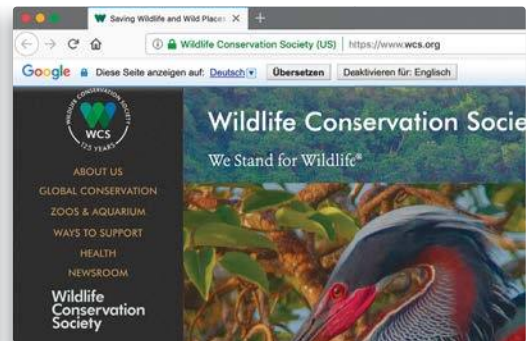 Saving Wildlife and Wild Places
Wildlife Conservation Society (US) https://www.wcs.org
Google Diese Seite anzeigen auf: Deutsch Übersetzen Deaktivieren für: Englisch
WILDLIFE CONSERVATION SOCIETY
WCS
125 YEARS
Wildlife Conservation Socie
We Stand for Wildlife®
ABOUT US
GLOBAL CONSERVATION
ZOOS & AQUARIUM
WAYS TO SUPPORT
HEALTH
NEWSROOM
Wildlife
Conservation
Society